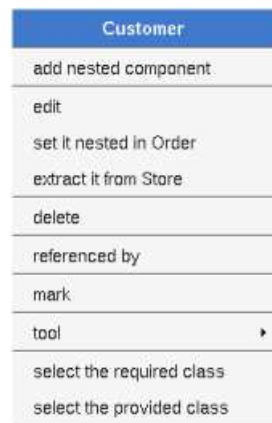 Customer
add nested component
edit
set it nested in Order
extract it from Store
delete
referenced by
mark
tool
select the required class
select the provided class